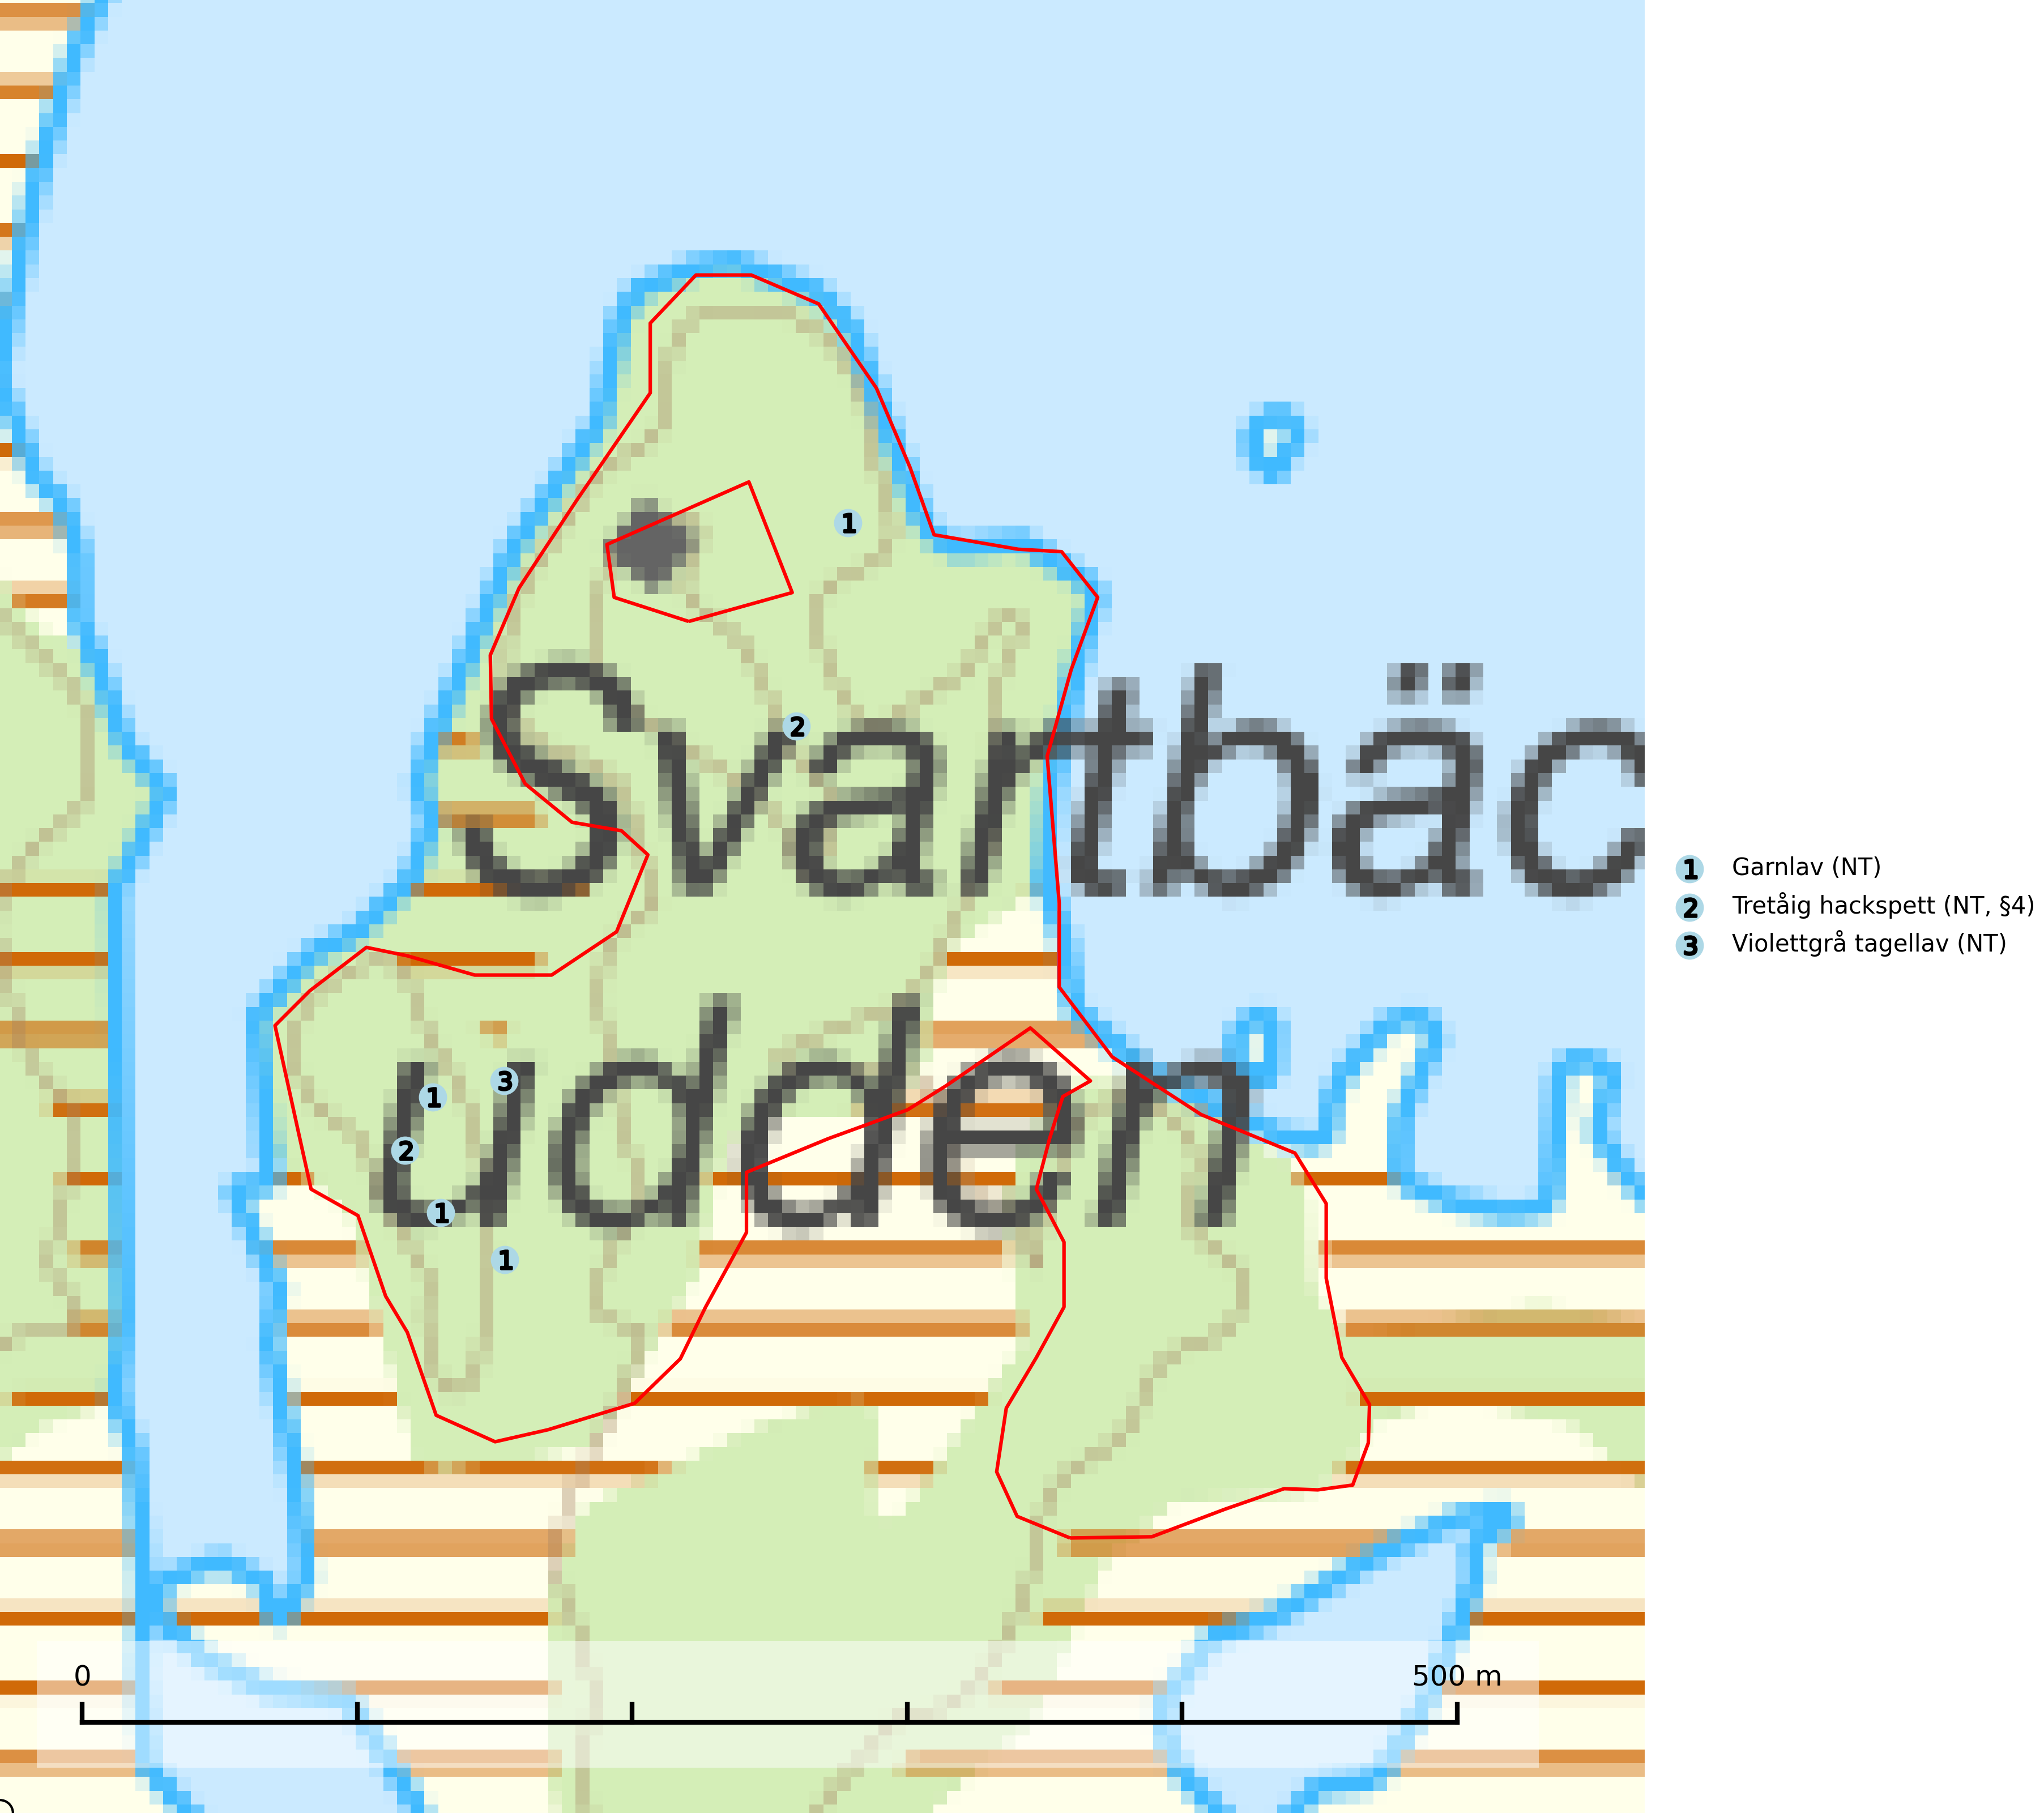 1
Svartbäc
2
udden
1
3
2
1
1
1 Garnlav (NT)
2 Tretåig hackspett (NT, §4)
3 Violettgrå tagellav (NT)
0 500 m